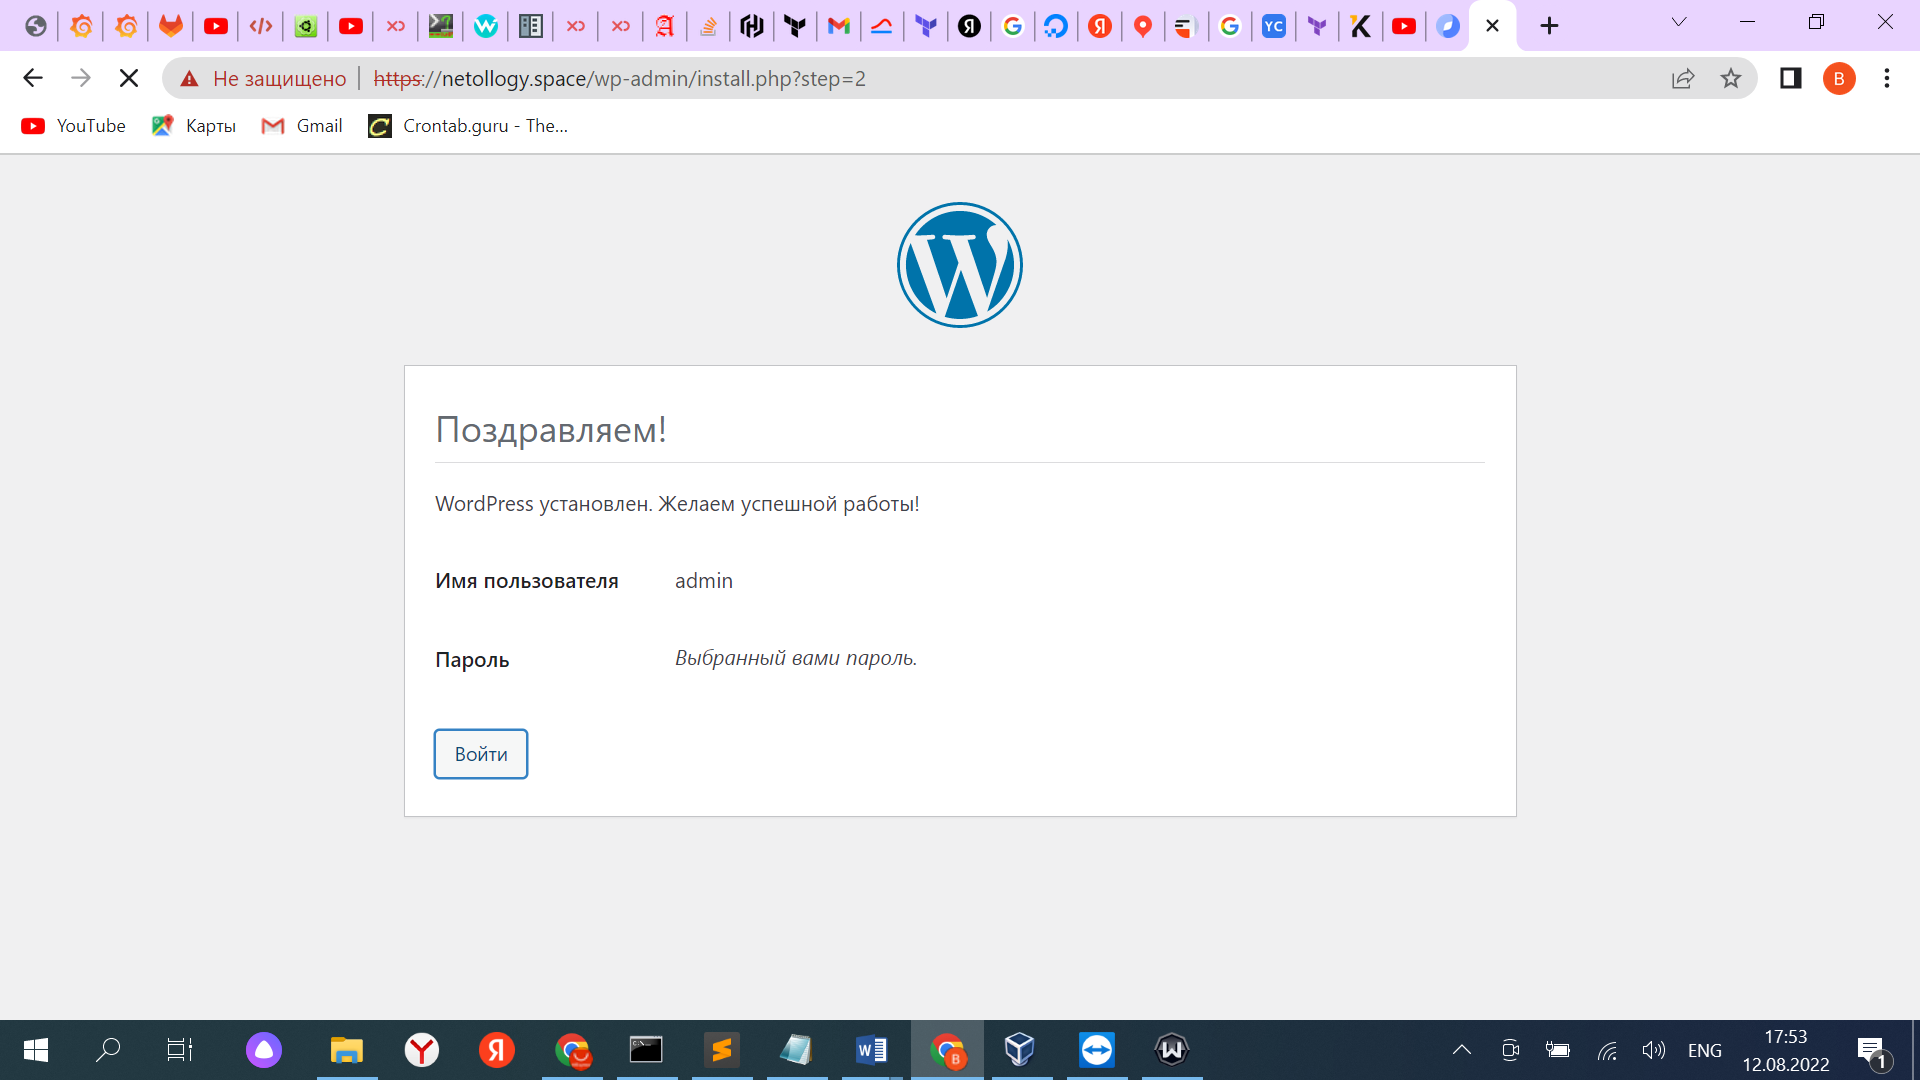 Не защищено
https://netollogy.space/wp-admin/install.php?step=2
B
YouTube
Карты
Gmail
Crontab.guru - The...
Поздравляем!
WordPress установлен. Желаем успешной работы!
Имя пользователя admin
Пароль Выбранный вами пароль.
Войти
ENG
17:53
12.08.2022
1